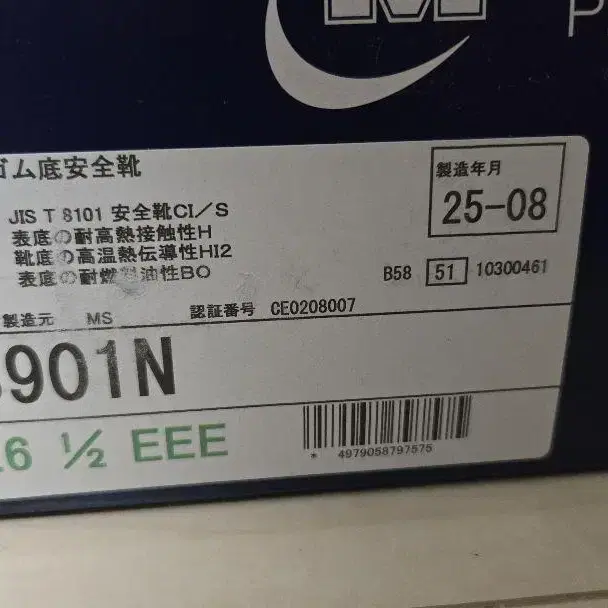 M
P
ゴム底安全靴
製造年月
25-08
JIS T 8101 安全靴CI/S
表底の耐高熱接触性H
靴底の高温熱伝導性HI2
表底の耐燃料油性BO
B58 51 10300461
製造元 MS 認証番号 CE0208007
901N
6 ½ EEE
* 4979058797575